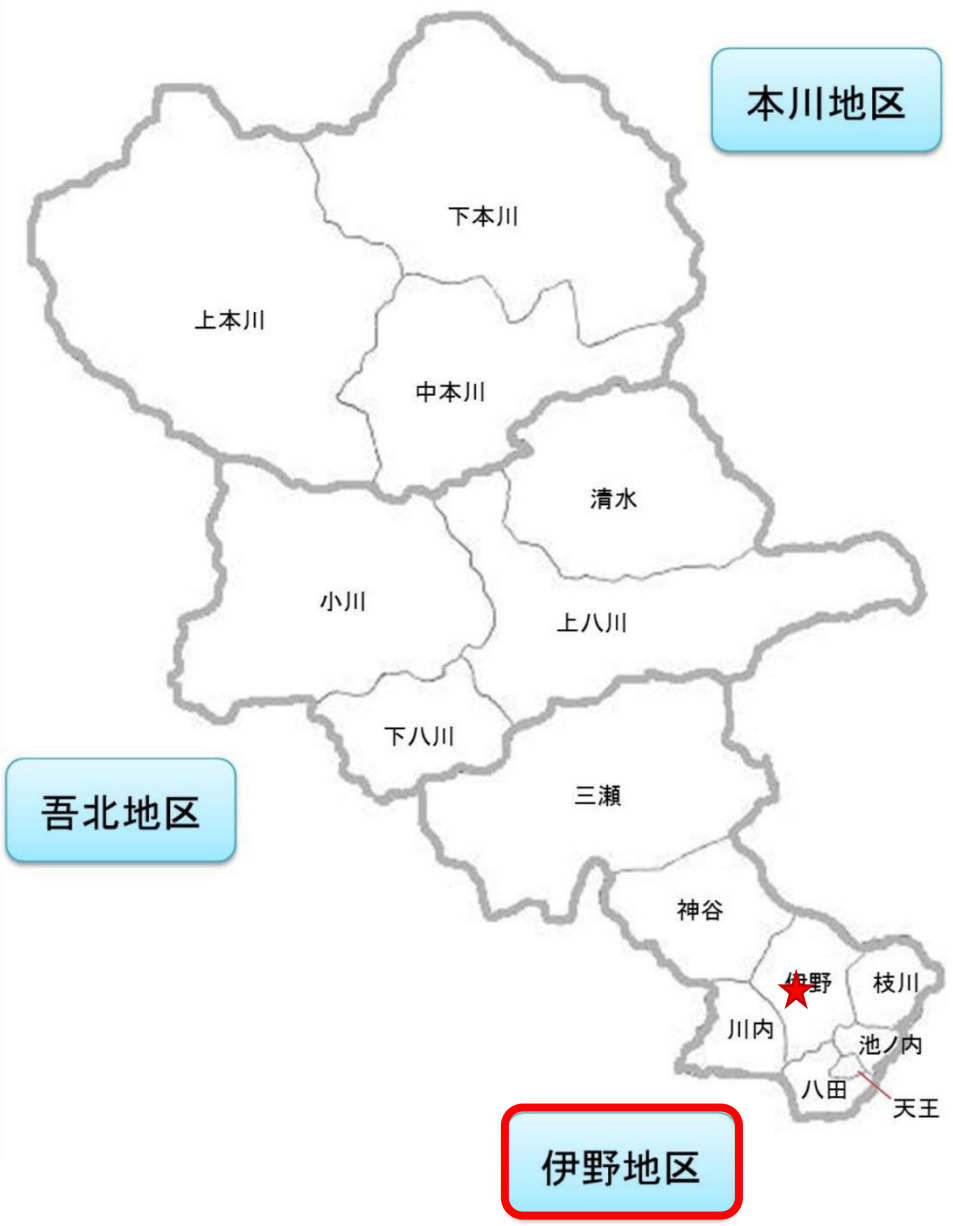 本川地区
下本川
上本川
中本川
清水
小川
上八川
下八川
吾北地区
三瀬
神谷
伊野
枝川
川内
池ノ内
八田
天王
伊野地区